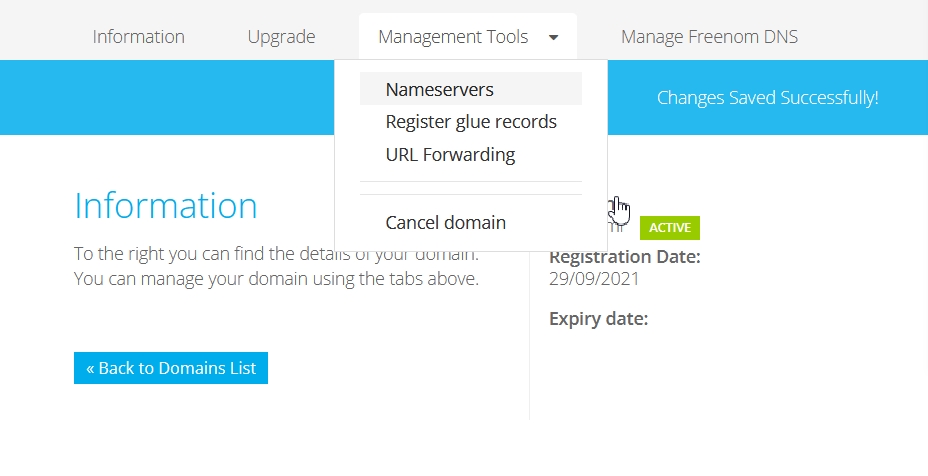 Information Upgrade Management Tools Manage Freenom DNS
Changes Saved Successfully!
Nameservers
Register glue records
URL Forwarding
Cancel domain
Information
To the right you can find the details of your domain.
You can manage your domain using the tabs above.
« Back to Domains List
ACTIVE
Registration Date:
29/09/2021
Expiry date: